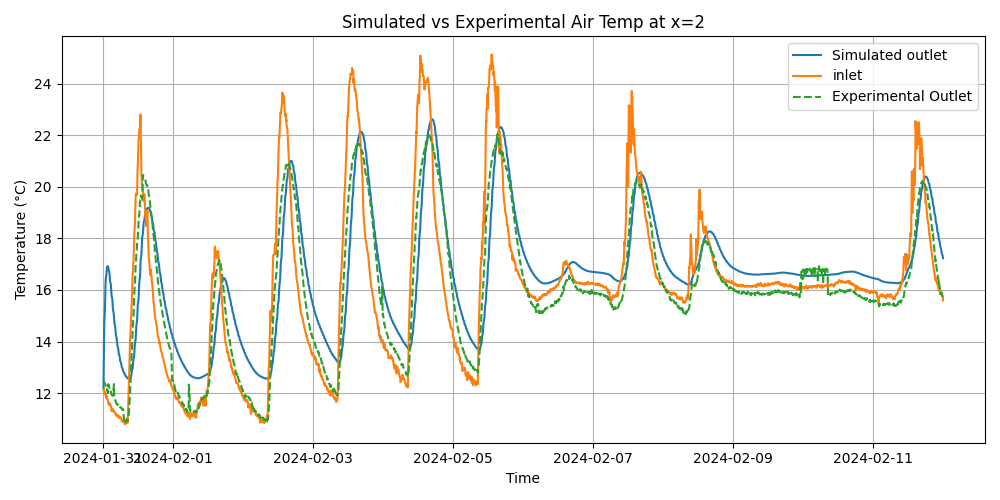 Simulated vs Experimental Air Temp at x=2
Simulated outlet
inlet
Experimental Outlet
Temperature (°C)
24
22
20
18
16
14
12
2024-01-31
2024-02-01
2024-02-03
2024-02-05
2024-02-07
2024-02-09
2024-02-11
Time